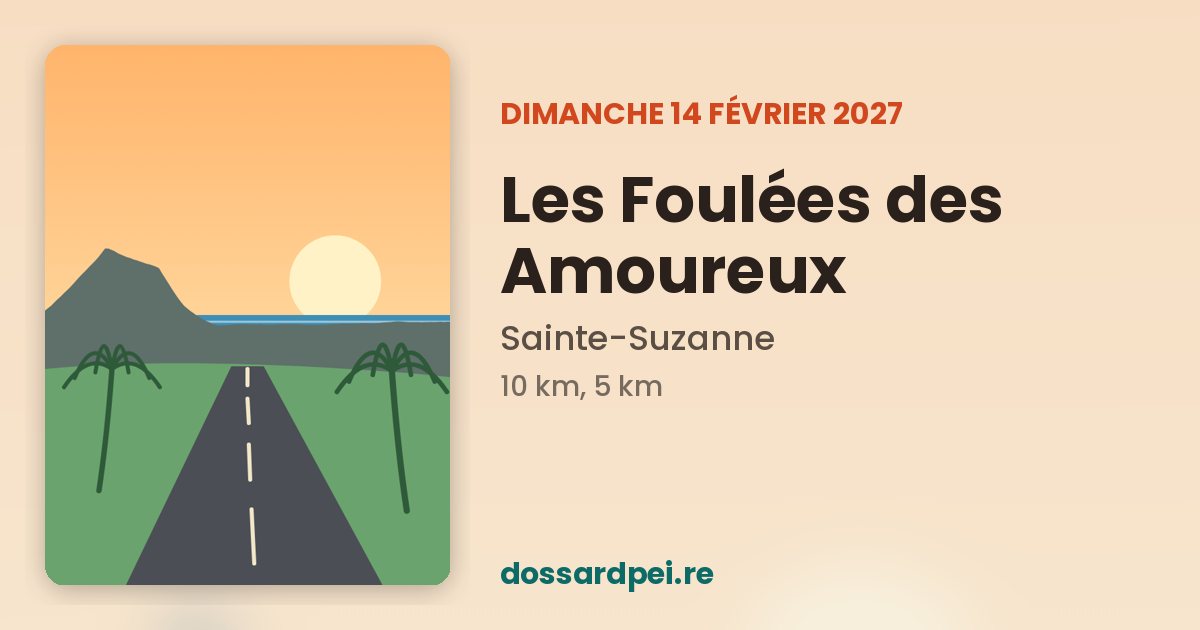 DIMANCHE 14 FÉVRIER 2027
Les Foulées des
Amoureux
Sainte-Suzanne
10 km, 5 km
dossardpei.re